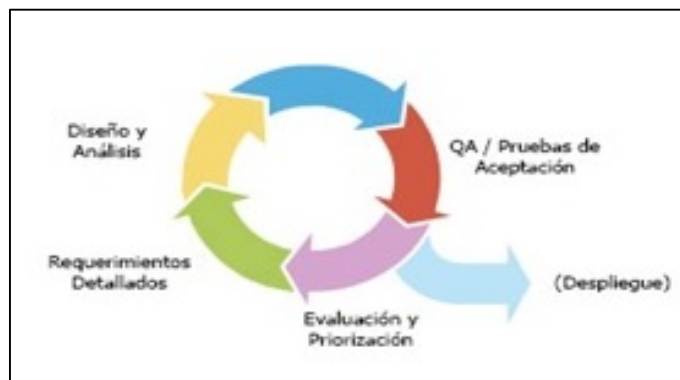 Diseño y
Análisis
QA / Pruebas de
Aceptación
Requerimientos
Detallados
(Despliegue)
Evaluación y
Priorización